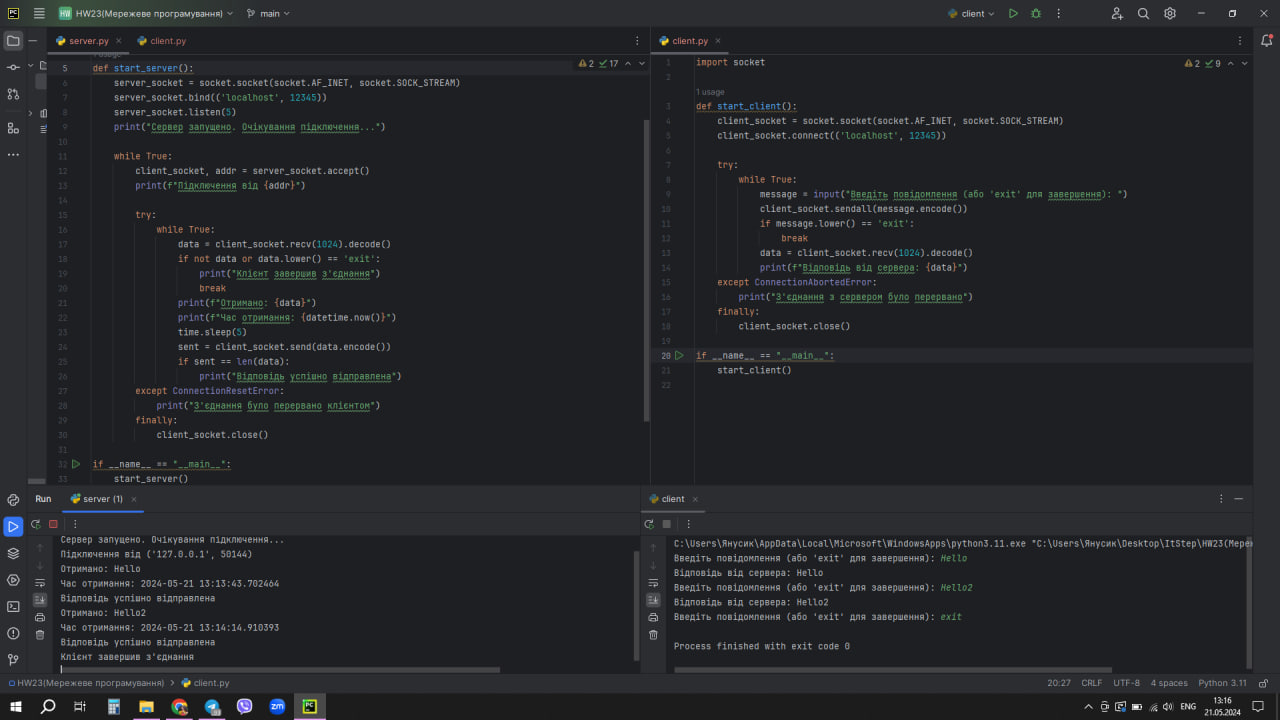 HW HW23(Мережеве програмування) main client
server.py client.py
1 usage
2 17
5 def start_server():
6 server_socket = socket.socket(socket.AF_INET, socket.SOCK_STREAM)
7 server_socket.bind(('localhost', 12345))
8 server_socket.listen(5)
9 print("Сервер запущено. Очікування підключення...")
10
11 while True:
12 client_socket, addr = server_socket.accept()
13 print(f"Підключення від {addr}")
14
15 try:
16 while True:
17 data = client_socket.recv(1024).decode()
18 if not data or data.lower() == 'exit':
19 print("Клієнт завершив з'єднання")
20 break
21 print(f"Отримано: {data}")
22 print(f"Час отримання: {datetime.now()}")
23 time.sleep(5)
24 sent = client_socket.send(data.encode())
25 if sent == len(data):
26 print("Відповідь успішно відправлена")
27 except ConnectionResetError:
28 print("З'єднання було перервано клієнтом")
29 finally:
30 client_socket.close()
31
32 if __name__ == "__main__":
33 start_server()
client.py
2 9
1 import socket
2
1 usage
3 def start_client():
4 client_socket = socket.socket(socket.AF_INET, socket.SOCK_STREAM)
5 client_socket.connect(('localhost', 12345))
6
7 try:
8 while True:
9 message = input("Введіть повідомлення (або 'exit' для завершення): ")
10 client_socket.sendall(message.encode())
11 if message.lower() == 'exit':
12 break
13 data = client_socket.recv(1024).decode()
14 print(f"Відповідь від сервера: {data}")
15 except ConnectionAbortedError:
16 print("З'єднання з сервером було перервано")
17 finally:
18 client_socket.close()
19
20 if __name__ == "__main__":
21 start_client()
22
Run server (1)
Сервер запущено. Очікування підключення...
Підключення від ('127.0.0.1', 50144)
Отримано: Hello
Час отримання: 2024-05-21 13:13:43.702464
Відповідь успішно відправлена
Отримано: Hello2
Час отримання: 2024-05-21 13:14:14.910393
Відповідь успішно відправлена
Клієнт завершив з'єднання
client
C:\Users\Янусик\AppData\Local\Microsoft\WindowsApps\python3.11.exe "C:\Users\Янусик\Desktop\ItStep\HW23(Мереж
Введіть повідомлення (або 'exit' для завершення): Hello
Відповідь від сервера: Hello
Введіть повідомлення (або 'exit' для завершення): Hello2
Відповідь від сервера: Hello2
Введіть повідомлення (або 'exit' для завершення): exit
Process finished with exit code 0
HW23(Мережеве програмування) client.py
20:27 CRLF UTF-8 4 spaces Python 3.11
ENG
13:16
21.05.2024